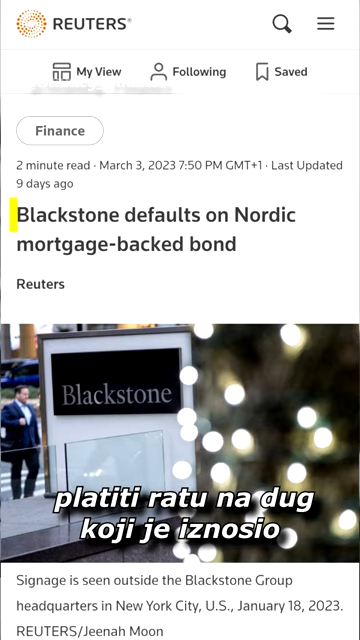 REUTERS®
My View
Following
Saved
Finance
2 minute read · March 3, 2023 7:50 PM GMT+1 · Last Updated
9 days ago
Blackstone defaults on Nordic
mortgage-backed bond
Reuters
Blackstone
platiti ratu na dug
koji je iznosio
Signage is seen outside the Blackstone Group
headquarters in New York City, U.S., January 18, 2023.
REUTERS/Jeenah Moon